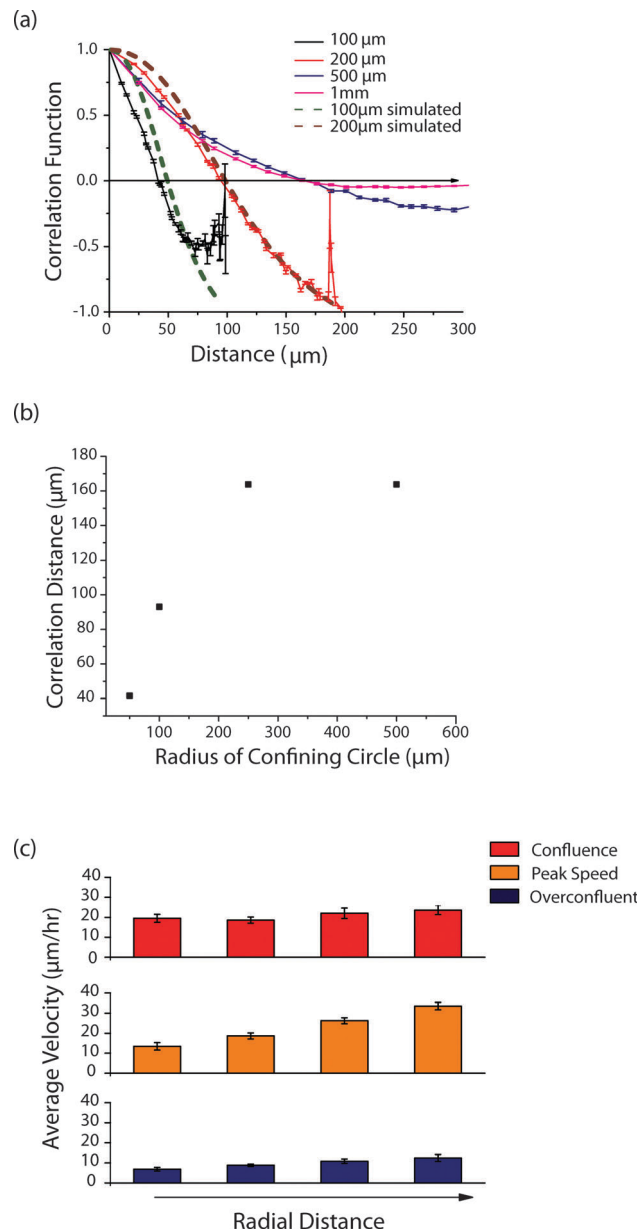 (a)
100 µm
200 µm
500 µm
1mm
100µm simulated
200µm simulated
1.0
0.5
0.0
-0.5
-1.0
Correlation Function
0 50 100 150 200 250 300
Distance (µm)
(b)
180
160
140
120
100
80
60
40
Correlation Distance (µm)
100 200 300 400 500 600
Radius of Confining Circle (µm)
(c)
Confluence
Peak Speed
Overconfluent
40
30
20
10
0
40
30
20
10
0
40
30
20
10
0
Average Velocity (µm/hr)
Radial Distance